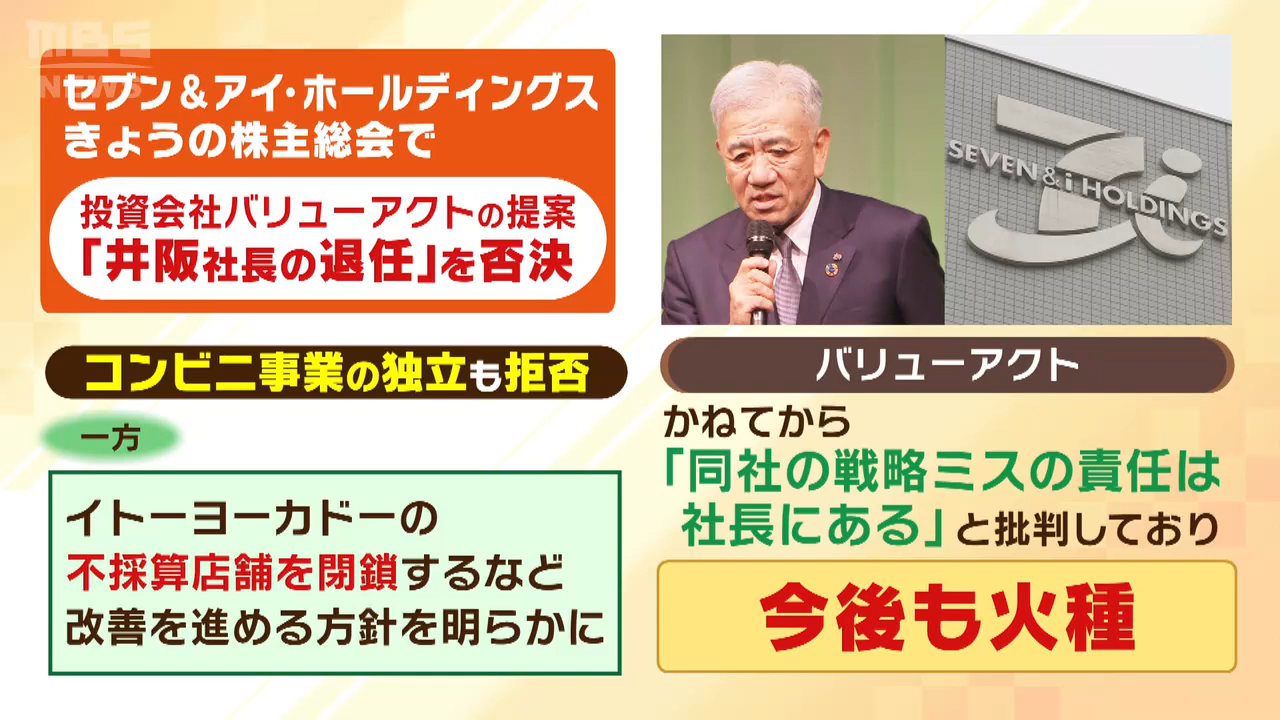 MBS
NEWS
セブン&アイ・ホールディングス
きょうの株主総会で
投資会社バリューアクトの提案
「井阪社長の退任」を否決
コンビニ事業の独立も拒否
一方
イトーヨーカドーの
不採算店舗を閉鎖するなど
改善を進める方針を明らかに
SEVEN & i HOLDINGS
バリューアクト
かねてから
「同社の戦略ミスの責任は
社長にある」と批判しており
今後も火種